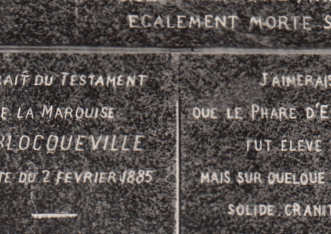 ECALEMENT MORTE S
RAIT DU TESTAMENT
E LA MARQUISE
BLOCQUEVILLE
TE DU 2 FEVRIER 1885
J'AIMERAIS
QUE LE PHARE D'E
FUT ELEVE
MAIS SUR QUELQUE
SOLIDE, GRANIT